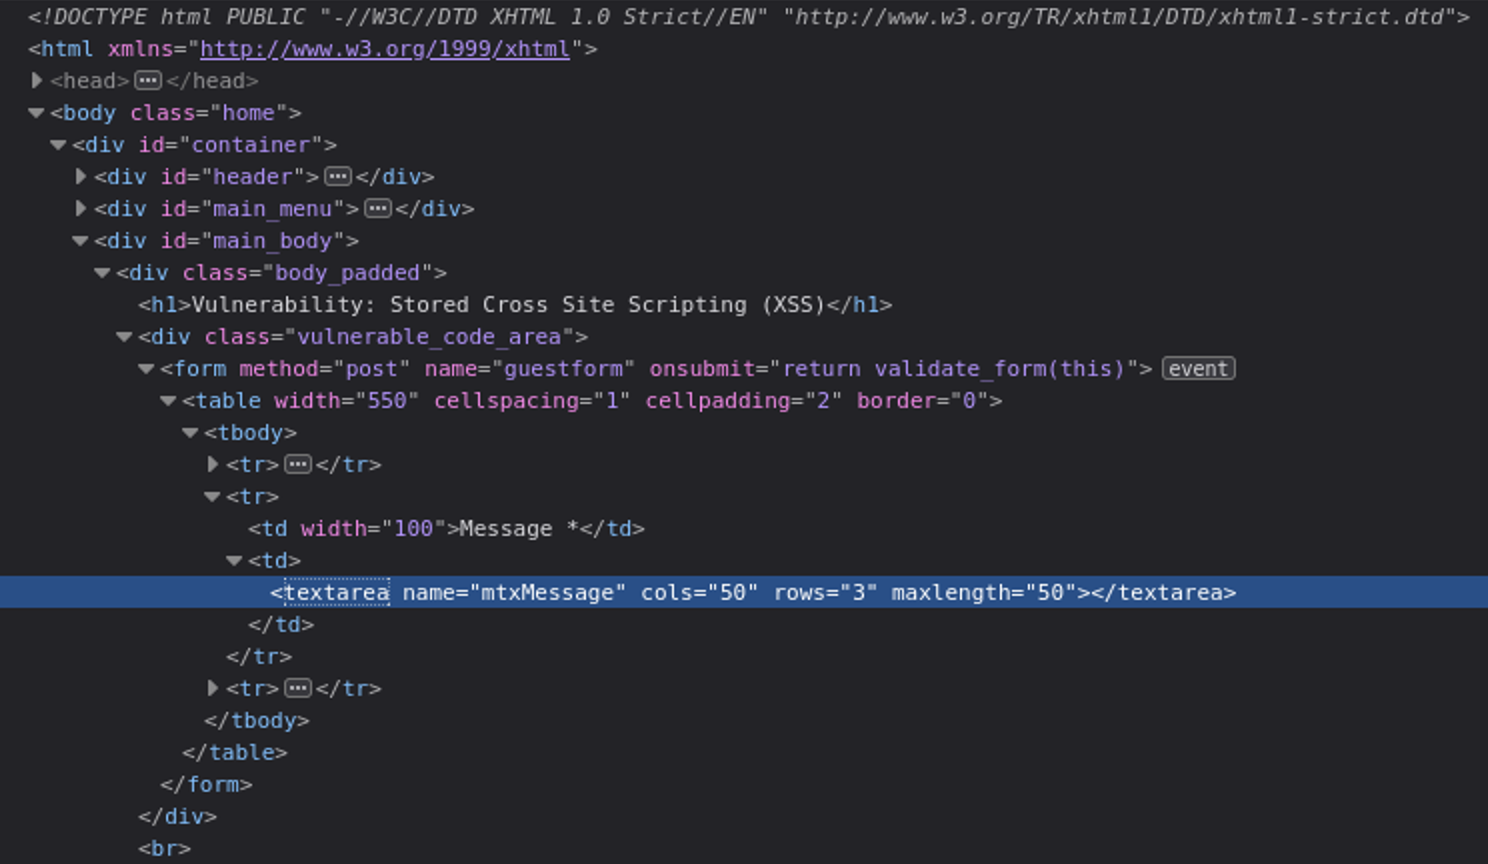 <!DOCTYPE html PUBLIC "-//W3C//DTD XHTML 1.0 Strict//EN" "http://www.w3.org/TR/xhtml1/DTD/xhtml1-strict.dtd">
<html xmlns="http://www.w3.org/1999/xhtml">
<head>···</head>
<body class="home">
<div id="container">
<div id="header">···</div>
<div id="main_menu">···</div>
<div id="main_body">
<div class="body_padded">
<h1>Vulnerability: Stored Cross Site Scripting (XSS)</h1>
<div class="vulnerable_code_area">
<form method="post" name="guestform" onsubmit="return validate_form(this)"> event
<table width="550" cellspacing="1" cellpadding="2" border="0">
<tbody>
<tr>···</tr>
<tr>
<td width="100">Message *</td>
<td>
<textarea name="mtxMessage" cols="50" rows="3" maxlength="50"></textarea>
</td>
</tr>
<tr>···</tr>
</tbody>
</table>
</form>
</div>
<br>